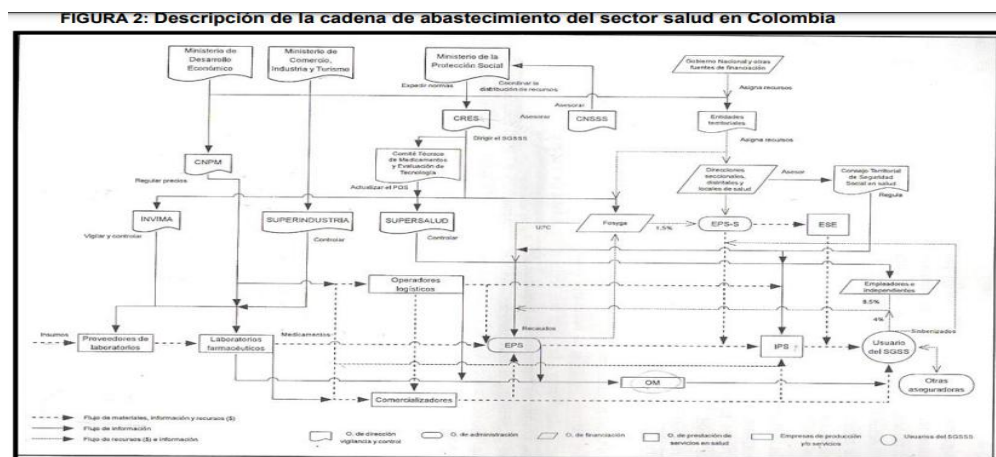 FIGURA 2: Descripción de la cadena de abastecimiento del sector salud en Colombia
Ministerio de
Desarrollo
Económico
Ministerio de
Comercio,
Industria y Turismo
Ministerio de la
Protección Social
Gobierno Nacional y otras
fuentes de financiación
Expedir normas
Coordinar la
distribución de recursos
Asigna recursos
Asesorar
CRES
Asesorar
CNSSS
Entidades
territoriales
Dirigir el SGSSS
Asigna recursos
CNPM
Comité Técnico
de Medicamentos
y Evaluación de
Tecnología
Direcciones
seccionales,
distritales y
locales de salud
Asesor
Consejo Territorial
de Seguridad
Social en salud
Regular precios
Actualizar el POS
Regula
INVIMA
SUPERINDUSTRIA
SUPERSALUD
Fosyga
1,5%
EPS-S
ESE
Vigilar y controlar
Controlar
Controlar
UPC
Operadores
logísticos
Empleadores e
independientes
8,5%
4%
Insumos
Proveedores de
laboratorios
Laboratorios
farmacéuticos
Medicamentos
Recaudos
EPS
IPS
Usuario
del SGSS
OM
Otras
aseguradoras
Comercializadores
Flujo de materiales, información y recursos ($)
Flujo de información
Flujo de recursos ($) e información
O. de dirección
vigilancia y control
O. de administración
O. de financiación
O. de prestación de
servicios en salud
Empresas de producción
y/o servicios
Usuarios del SGSSS